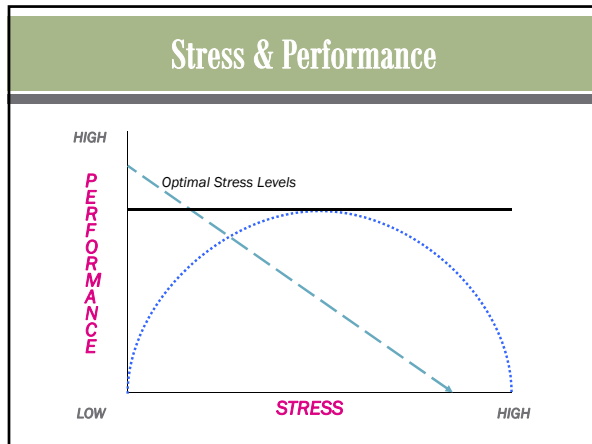 Stress & Performance
HIGH
Optimal Stress Levels
PERFORMANCE
LOW
STRESS
HIGH